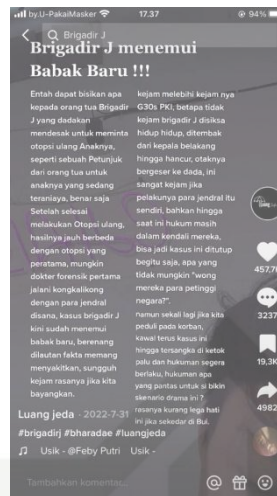 by.U-PakaiMasker
17.37
94%
Brigadir J
Brigadir J menemui
Babak Baru !!!
Entah dapat bisikan apa
kepada orang tua Brigadir
J yang dadakan
mendesak untuk meminta
otopsi ulang Anaknya,
seperti sebuah Petunjuk
dari orang tua untuk
anaknya yang sedang
teraniaya, benar saja
Setelah selesai
melakukan Otopsi ulang,
hasilnya jauh berbeda
dengan otopsi yang
peratama, mungkin
dokter forensik pertama
jalani kongkalikong
dengan para jendral
disana, kasus brigadir J
kini sudah menemui
babak baru, berenang
dilautan fakta memang
menyakitkan, sungguh
kejam rasanya jika kita
bayangkan.
kejam melebihi kejam nya
G30s PKI, betapa tidak
kejam brigadir J disiksa
hidup hidup, ditembak
dari kepala belakang
hingga hancur, otaknya
bergeser ke dada, ini
sangat kejam jika
pelakunya para jendral itu
sendiri, bahkan hingga
saat ini hukum masih
dalam kendali mereka,
bisa jadi kasus ini ditutup
begitu saja, apa yang
tidak mungkin "wong
mereka para petinggi
negara?".
namun sekali lagi jika kita
peduli pada korban,
kawal terus kasus ini
hingga tersangka di ketok
palu dan hukuman segera
berlaku, hukuman apa
yang pantas untuk si bikin
skenario drama ini ?
rasanya kurang lega hati
ini jika sekedar di Bui.
457,7
3237
19,3K
4982
Luang jeda · 2022-7-31
#brigadirj #bharadae #luangjeda
Usik - @Feby Putri Usik -
Tambahkan komentar...